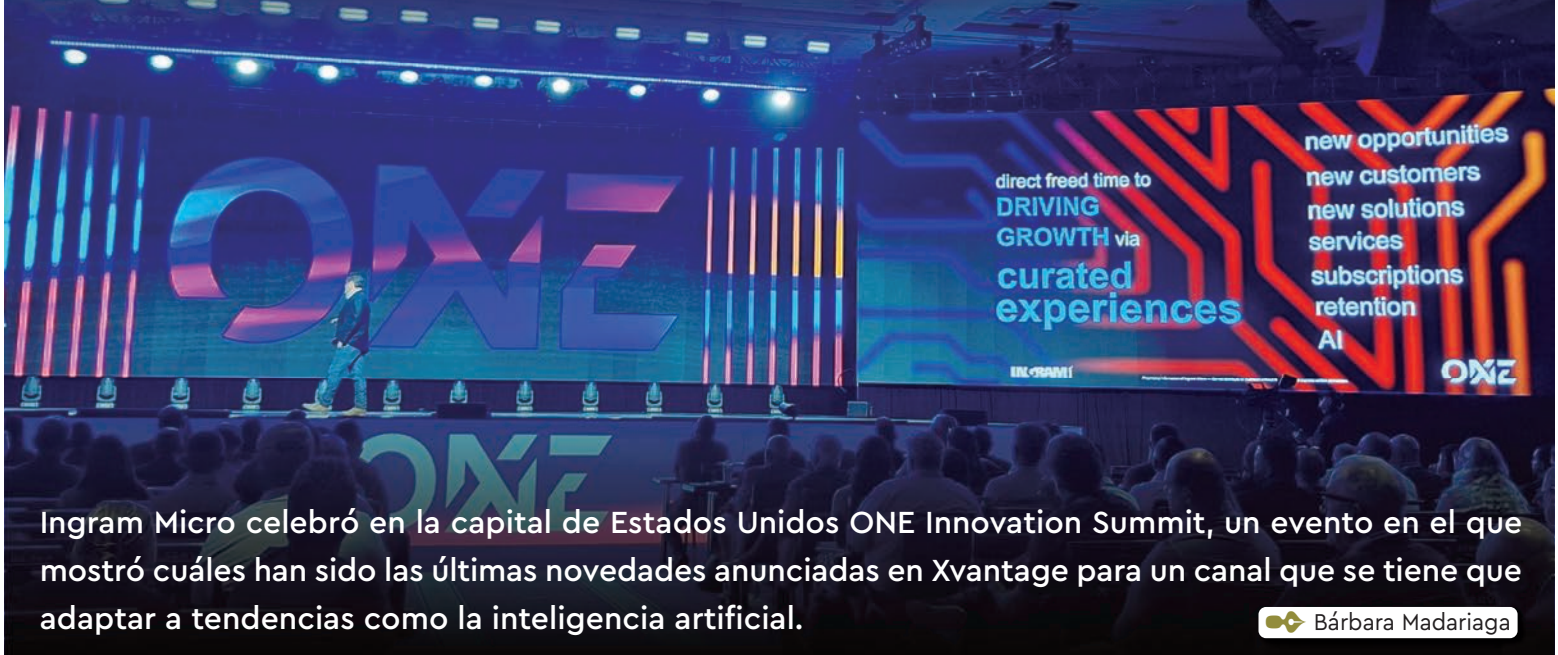 ONE
direct freed time to
DRIVING
GROWTH via
curated
experiences
new opportunities
new customers
new solutions
services
subscriptions
retention
AI
INGRAM
ONE
ONE
Ingram Micro celebró en la capital de Estados Unidos ONE Innovation Summit, un evento en el que
mostró cuáles han sido las últimas novedades anunciadas en Xvantage para un canal que se tiene que
adaptar a tendencias como la inteligencia artificial.
Bárbara Madariaga